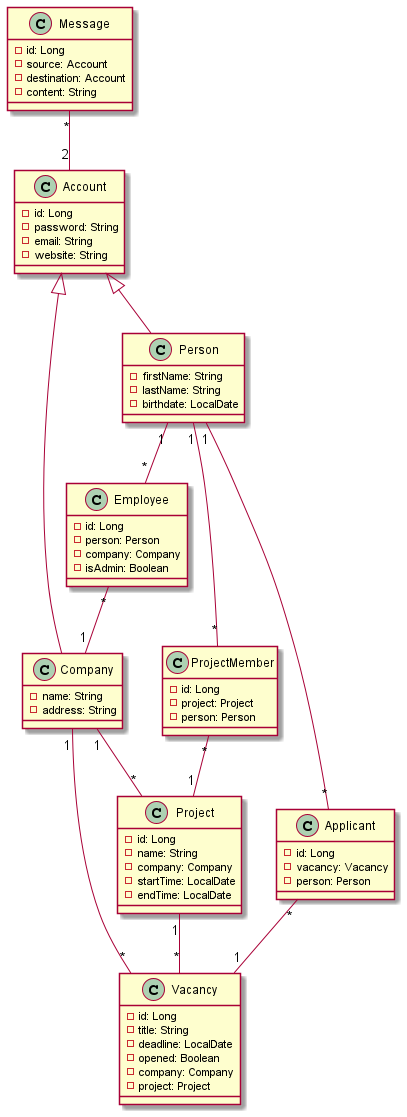 C Message
id: Long
source: Account
destination: Account
content: String
*
2
C Account
id: Long
password: String
email: String
website: String
C Person
firstName: String
lastName: String
birthdate: LocalDate
1 1 1
*
C Employee
id: Long
person: Person
company: Company
isAdmin: Boolean
*
1
*
C Company
name: String
address: String
C ProjectMember
id: Long
project: Project
person: Person
1 1
*
*
1
*
C Project
id: Long
name: String
company: Company
startTime: LocalDate
endTime: LocalDate
C Applicant
id: Long
vacancy: Vacancy
person: Person
1
*
*
*
1
C Vacancy
id: Long
title: String
deadline: LocalDate
opened: Boolean
company: Company
project: Project